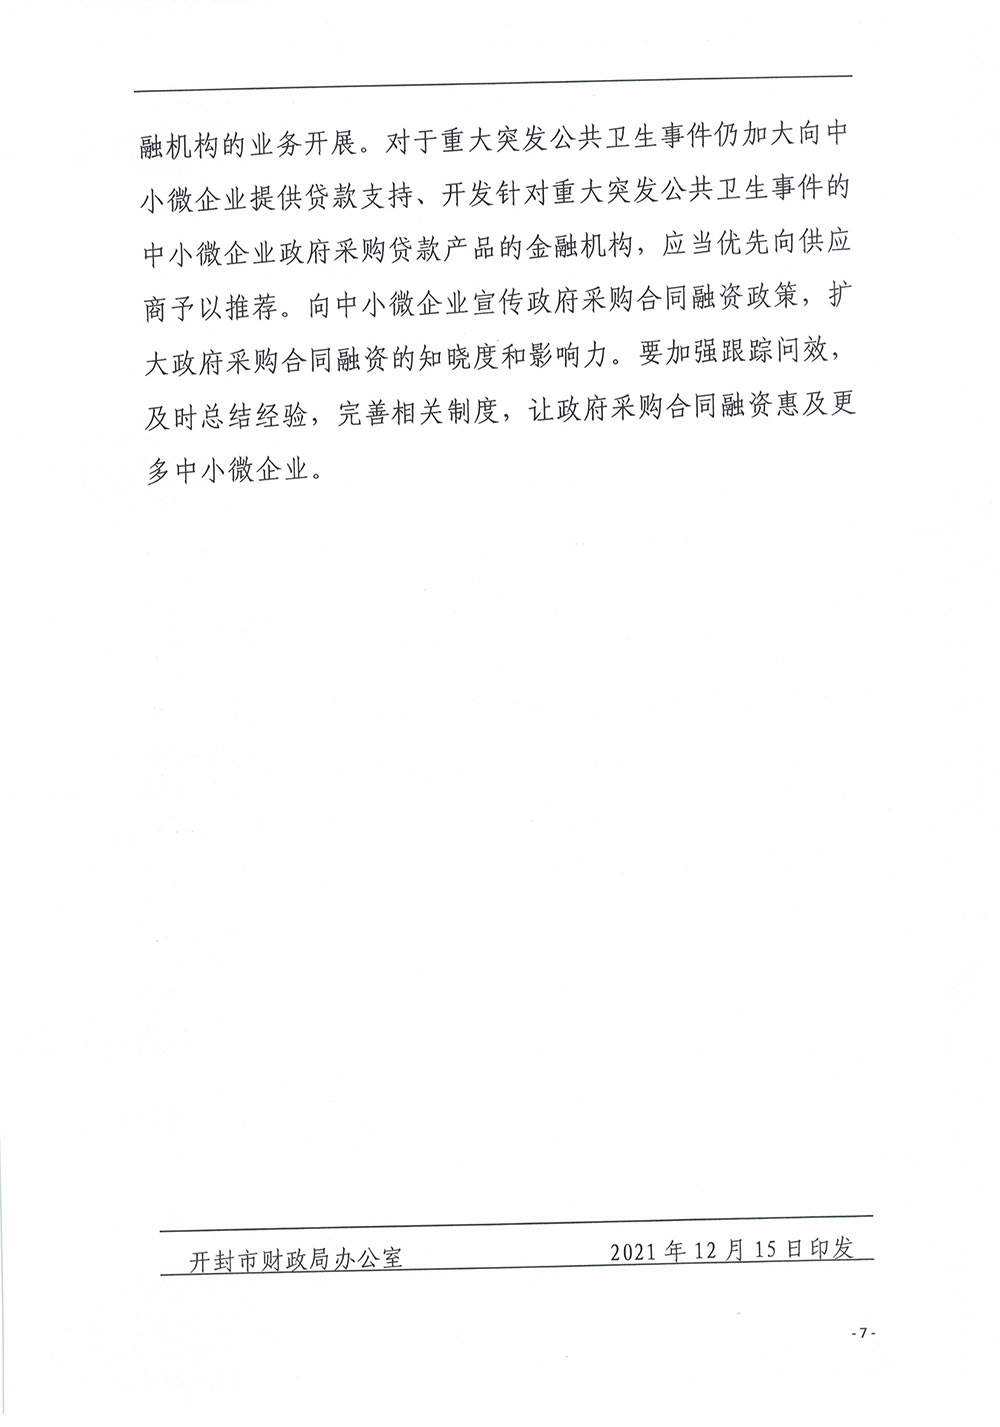 融机构的业务开展。对于重大突发公共卫生事件仍加大向中
小微企业提供贷款支持、开发针对重大突发公共卫生事件的
中小微企业政府采购贷款产品的金融机构，应当优先向供应
商予以推荐。向中小微企业宣传政府采购合同融资政策，扩
大政府采购合同融资的知晓度和影响力。要加强跟踪问效，
及时总结经验，完善相关制度，让政府采购合同融资惠及更
多中小微企业。
开封市财政局办公室 2021年12月15日印发
-7-